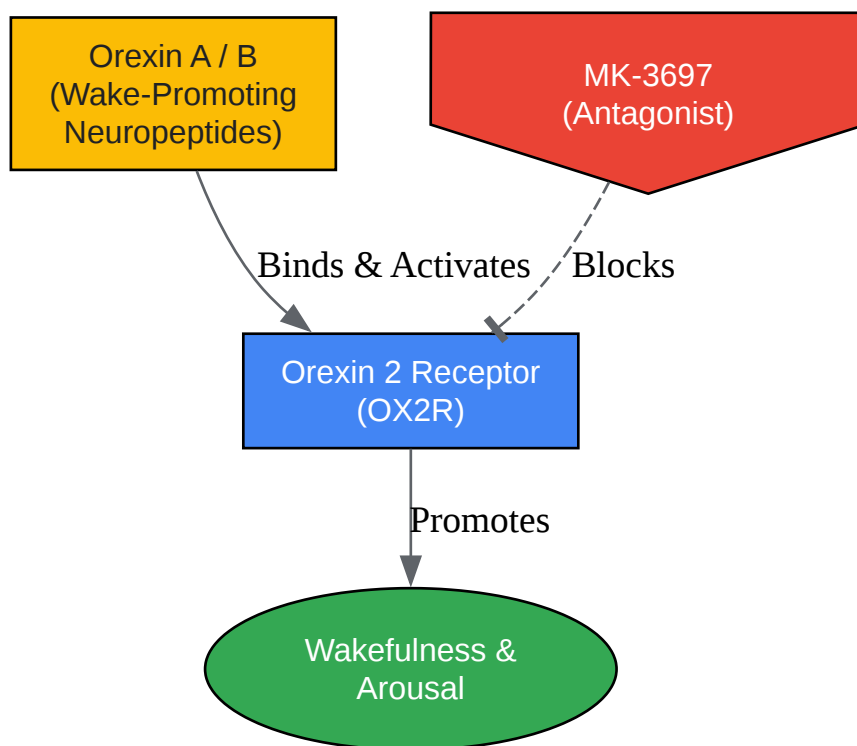 Orexin A / B
(Wake-Promoting
Neuropeptides)
MK-3697
(Antagonist)
Binds & Activates
Blocks
Orexin 2 Receptor
(OX2R)
Promotes
Wakefulness &
Arousal